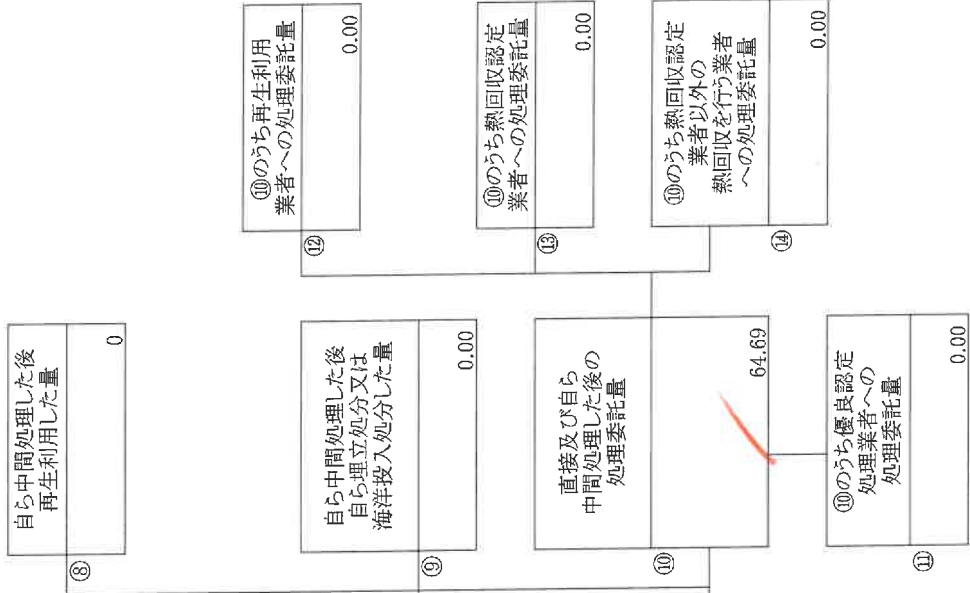 ⑧
自ら中間処理した後
再生利用した量
0
⑨
自ら中間処理した後
自ら埋立処分又は
海洋投入処分した量
0.00
⑩
直接及び自ら
中間処理した後の
処理委託量
64.69
⑪
⑩のうち優良認定
処理業者への
処理委託量
0.00
⑫
⑩のうち再生利用
業者への処理委託量
0.00
⑬
⑩のうち熱回収認定
業者への処理委託量
0.00
⑭
⑩のうち熱回収認定
業者以外の
熱回収を行う業者
への処理委託量
0.00